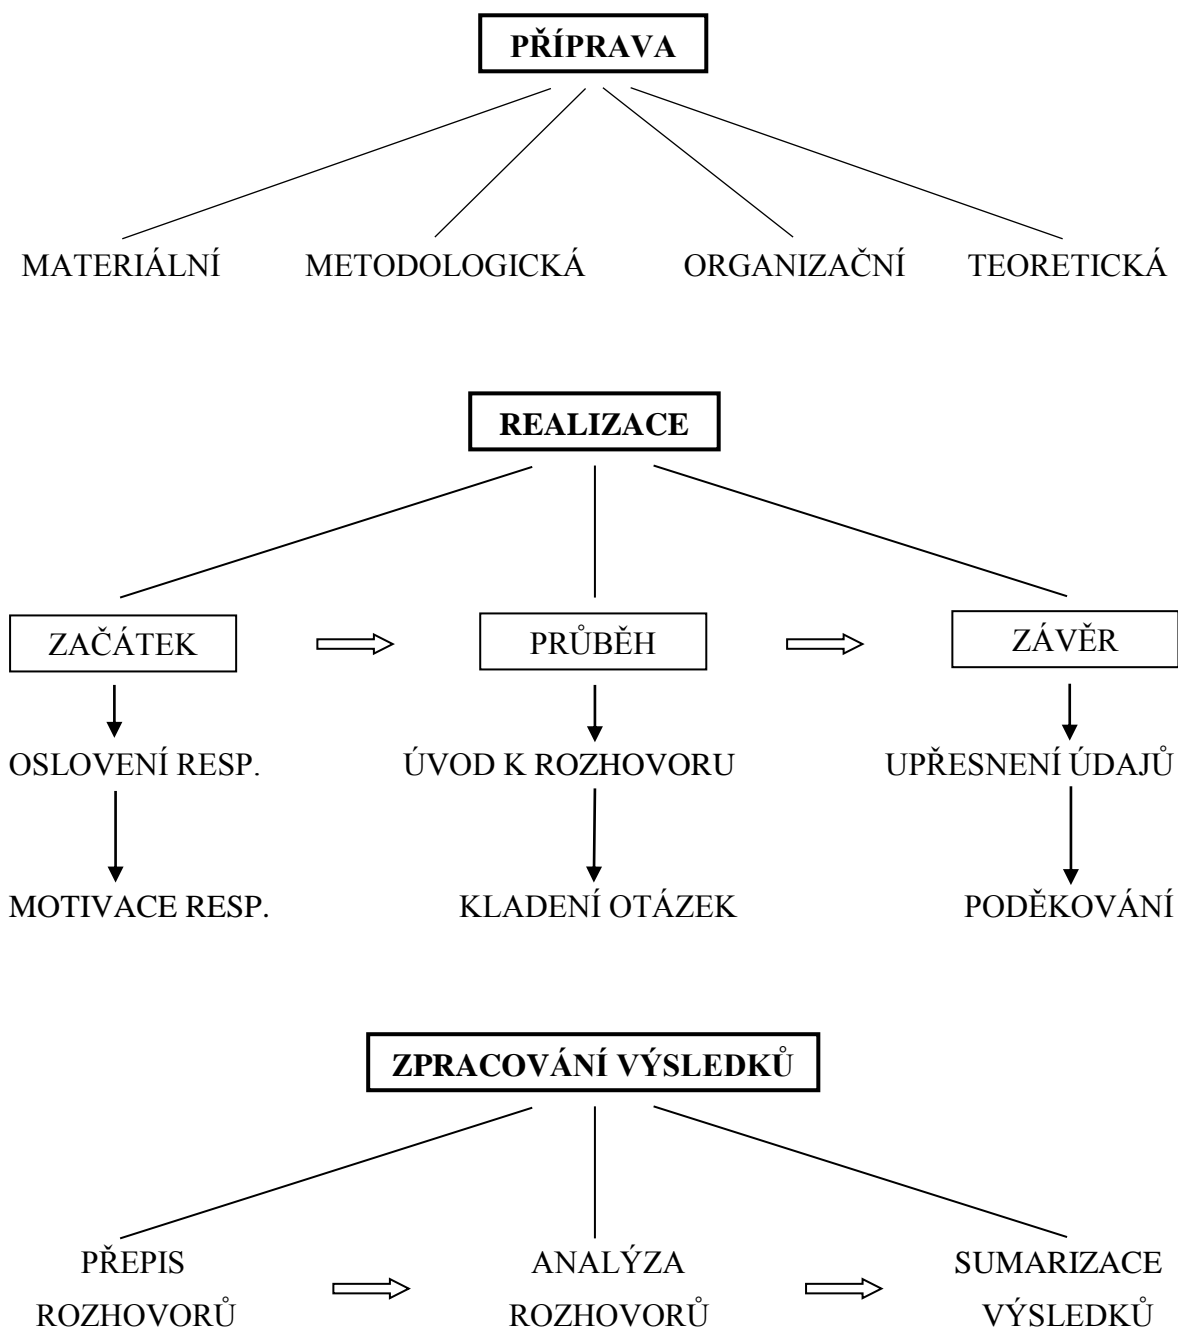 PŘÍPRAVA
MATERIÁLNÍ METODOLOGICKÁ ORGANIZAČNÍ TEORETICKÁ
REALIZACE
ZAČÁTEK PRŮBĚH ZÁVĚR
OSLOVENÍ RESP. ÚVOD K ROZHOVORU UPŘESNENÍ ÚDAJŮ
MOTIVACE RESP. KLADENÍ OTÁZEK PODĚKOVÁNÍ
ZPRACOVÁNÍ VÝSLEDKŮ
PŘEPIS ANALÝZA SUMARIZACE
ROZHOVORŮ ROZHOVORŮ VÝSLEDKŮ